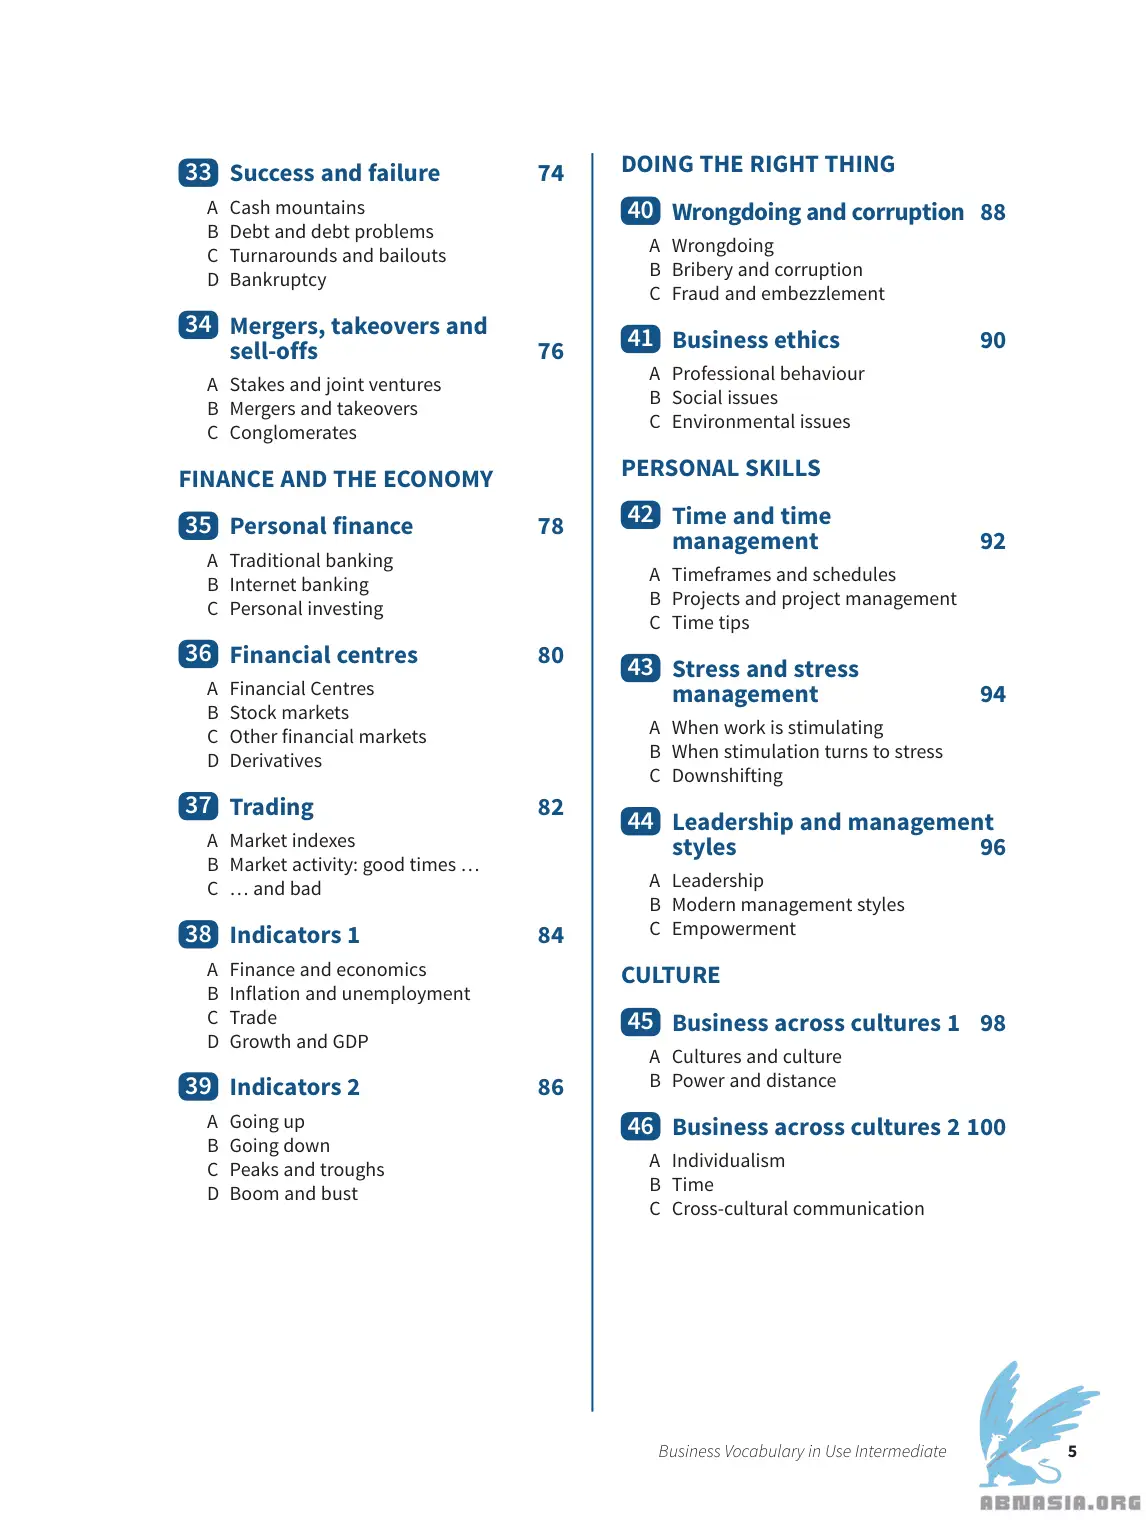 33 Success and failure 74
A Cash mountains
B Debt and debt problems
C Turnarounds and bailouts
D Bankruptcy
34 Mergers, takeovers and
sell-offs 76
A Stakes and joint ventures
B Mergers and takeovers
C Conglomerates
FINANCE AND THE ECONOMY
35 Personal finance 78
A Traditional banking
B Internet banking
C Personal investing
36 Financial centres 80
A Financial Centres
B Stock markets
C Other financial markets
D Derivatives
37 Trading 82
A Market indexes
B Market activity: good times …
C … and bad
38 Indicators 1 84
A Finance and economics
B Inflation and unemployment
C Trade
D Growth and GDP
39 Indicators 2 86
A Going up
B Going down
C Peaks and troughs
D Boom and bust
DOING THE RIGHT THING
40 Wrongdoing and corruption 88
A Wrongdoing
B Bribery and corruption
C Fraud and embezzlement
41 Business ethics 90
A Professional behaviour
B Social issues
C Environmental issues
PERSONAL SKILLS
42 Time and time
management 92
A Timeframes and schedules
B Projects and project management
C Time tips
43 Stress and stress
management 94
A When work is stimulating
B When stimulation turns to stress
C Downshifting
44 Leadership and management
styles 96
A Leadership
B Modern management styles
C Empowerment
CULTURE
45 Business across cultures 1 98
A Cultures and culture
B Power and distance
46 Business across cultures 2 100
A Individualism
B Time
C Cross-cultural communication
Business Vocabulary in Use Intermediate 5
ABNASIA.ORG